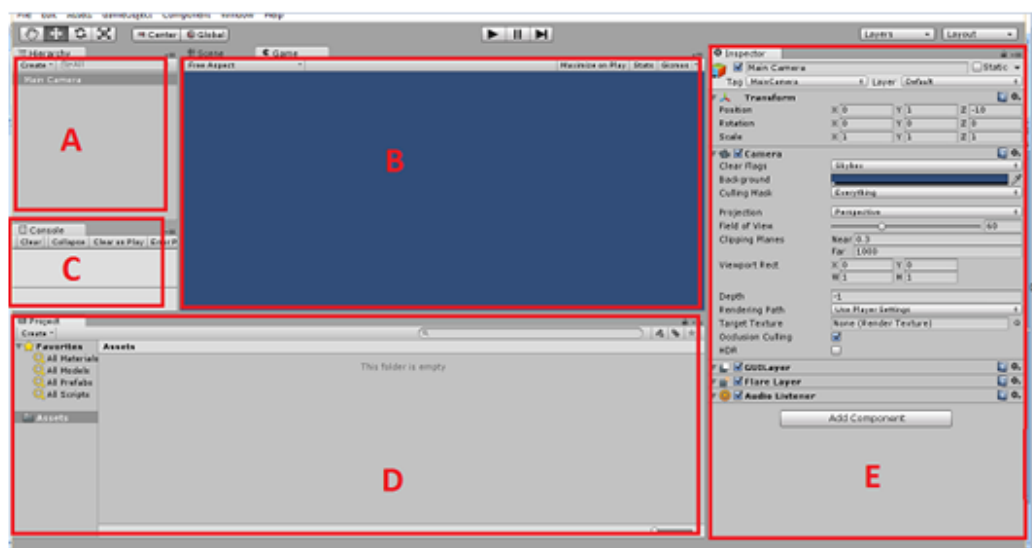 File Edit Assets GameObject Component Window Help
Center Global
Layers Layout
Hierarchy
Create
Main Camera
A
Scene Game
Free Aspect Maximize on Play Stats Gizmos
B
Console
Clear Collapse Clear on Play Error P
C
Project
Create
Favorites
All Materials
All Models
All Prefabs
All Scripts
Assets
Assets
This folder is empty
D
Inspector
Main Camera Static
Tag MainCamera Layer Default
Transform
Position X 0 Y 1 Z -10
Rotation X 0 Y 0 Z 0
Scale X 1 Y 1 Z 1
Camera
Clear Flags Skybox
Background
Culling Mask Everything
Projection Perspective
Field of View 60
Clipping Planes Near 0.3
Far 1000
Viewport Rect X 0 Y 0
W 1 H 1
Depth -1
Rendering Path Use Player Settings
Target Texture None (Render Texture)
Occlusion Culling
HDR
GUILayer
Flare Layer
Audio Listener
Add Component
E